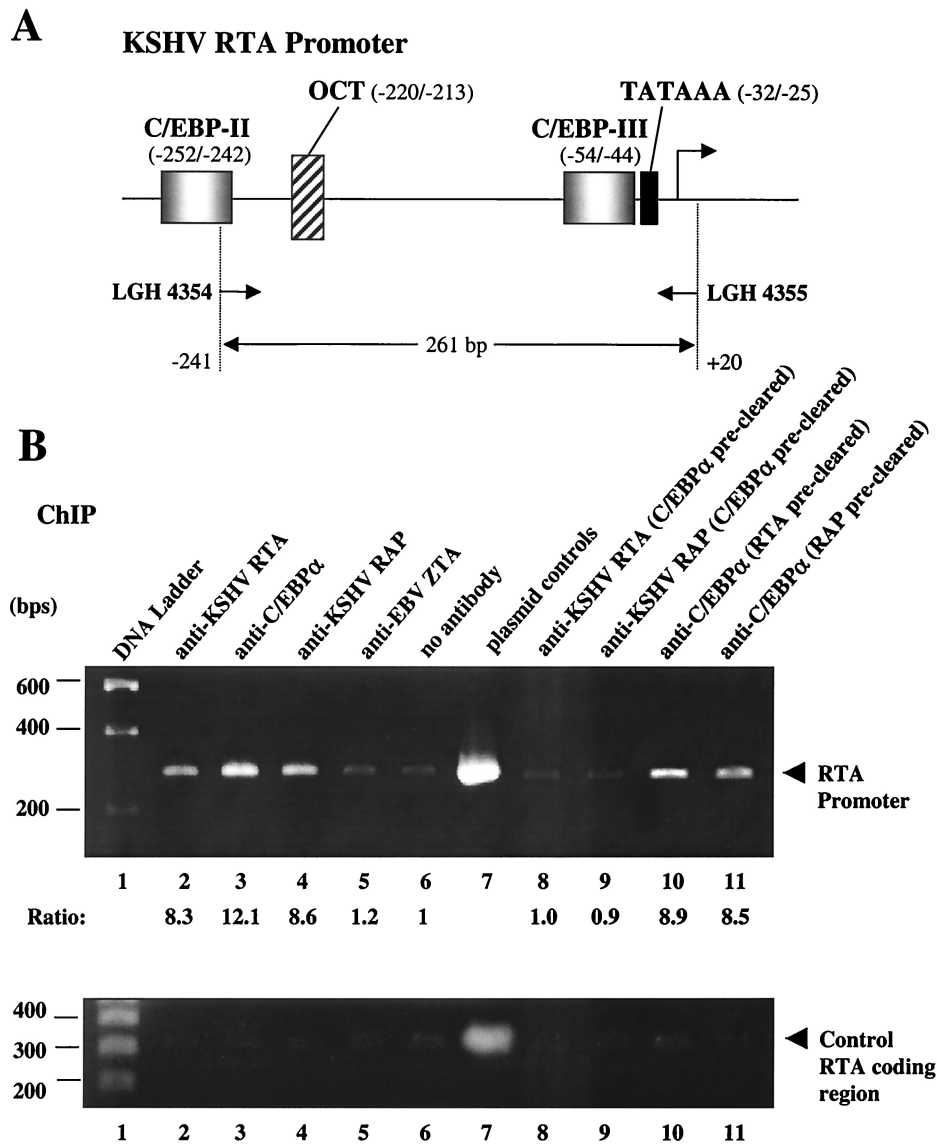 A
KSHV RTA Promoter
OCT (-220/-213)
TATAAA (-32/-25)
C/EBP-II
(-252/-242)
C/EBP-III
(-54/-44)
LGH 4354
LGH 4355
261 bp
-241
+20
B
ChIP
(bps)
DNA Ladder
anti-KSHV RTA
anti-C/EBPα
anti-KSHV RAP
anti-EBV ZTA
no antibody
plasmid controls
anti-KSHV RTA (C/EBPα pre-cleared)
anti-KSHV RAP (C/EBPα pre-cleared)
anti-C/EBPα (RTA pre-cleared)
anti-C/EBPα (RAP pre-cleared)
600
400
200
RTA
Promoter
1 2 3 4 5 6 7 8 9 10 11
Ratio: 8.3 12.1 8.6 1.2 1 1.0 0.9 8.9 8.5
400
300
200
Control
RTA coding
region
1 2 3 4 5 6 7 8 9 10 11